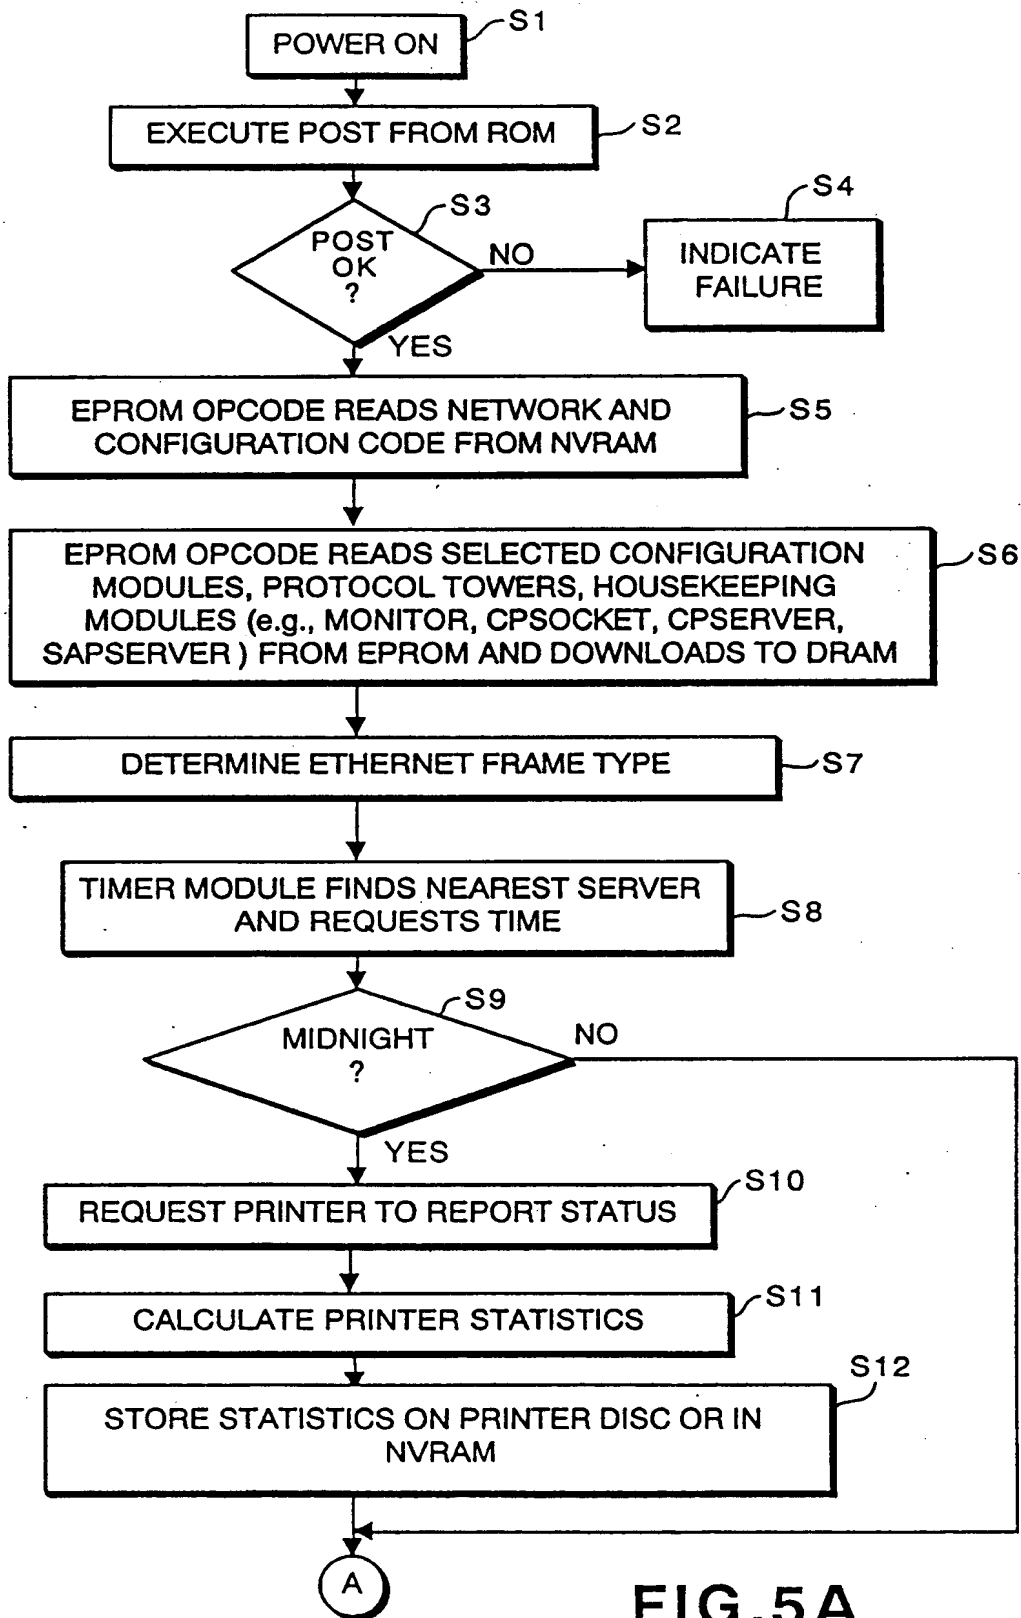 POWER ON
S1
EXECUTE POST FROM ROM
S2
POST
OK
?
S3
NO
S4
INDICATE
FAILURE
YES
EPROM OPCODE READS NETWORK AND
CONFIGURATION CODE FROM NVRAM
S5
EPROM OPCODE READS SELECTED CONFIGURATION
MODULES, PROTOCOL TOWERS, HOUSEKEEPING
MODULES (e.g., MONITOR, CPSOCKET, CPSERVER,
SAPSERVER ) FROM EPROM AND DOWNLOADS TO DRAM
S6
DETERMINE ETHERNET FRAME TYPE
S7
TIMER MODULE FINDS NEAREST SERVER
AND REQUESTS TIME
S8
MIDNIGHT
?
S9
NO
YES
REQUEST PRINTER TO REPORT STATUS
S10
CALCULATE PRINTER STATISTICS
S11
STORE STATISTICS ON PRINTER DISC OR IN
NVRAM
S12
A
FIG.5A